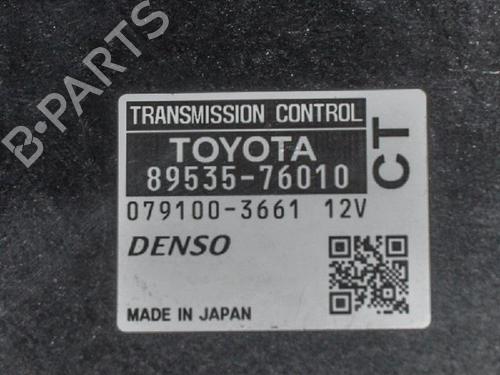 B-PARTS
TRANSMISSION CONTROL
TOYOTA
89535-76010
CT
079100-3661 12V
DENSO
MADE IN JAPAN